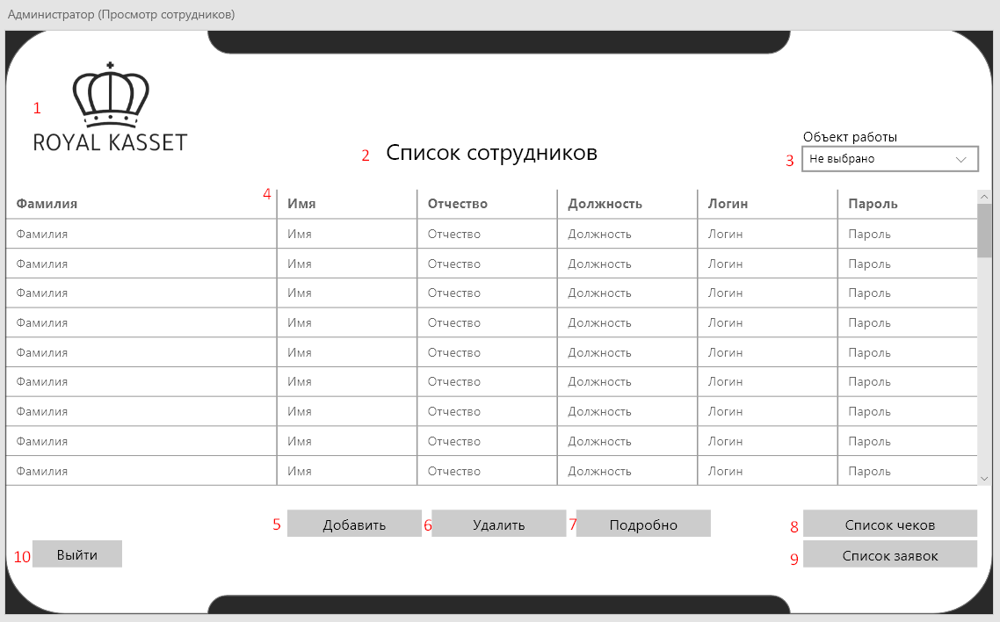 Администратор (Просмотр сотрудников)
1
ROYAL KASSET
2 Список сотрудников
Объект работы
3 Не выбрано
4
Фамилия Имя Отчество Должность Логин Пароль
Фамилия Имя Отчество Должность Логин Пароль
Фамилия Имя Отчество Должность Логин Пароль
Фамилия Имя Отчество Должность Логин Пароль
Фамилия Имя Отчество Должность Логин Пароль
Фамилия Имя Отчество Должность Логин Пароль
Фамилия Имя Отчество Должность Логин Пароль
Фамилия Имя Отчество Должность Логин Пароль
Фамилия Имя Отчество Должность Логин Пароль
Фамилия Имя Отчество Должность Логин Пароль
5 Добавить 6 Удалить 7 Подробно 8 Список чеков
10 Выйти 9 Список заявок